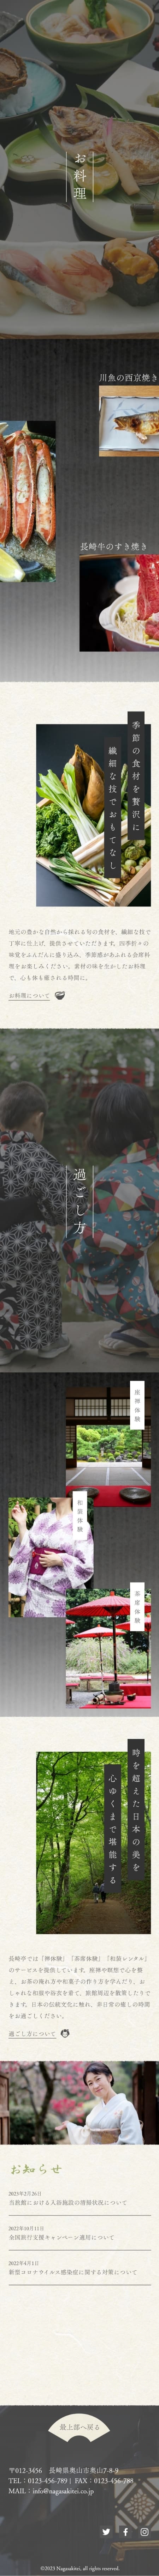 お料理
川魚の西京焼き
長崎牛のすき焼き
季節の食材を贅沢に
繊細な技でおもてなし
地元の豊かな自然から採れる旬の食材を、繊細な技で
丁寧に仕上げ、提供させていただきます。四季折々の
味覚をふんだんに盛り込み、季節感があふれる会席料
理をお楽しみください。素材の味を生かしたお料理
で、心も体も癒される時間に。
お料理について
過ごし方
座禅体験
和装体験
茶席体験
時を超えた日本の美を
心ゆくまで堪能する
長崎亭では「禅体験」「茶席体験」「和装レンタル」
のサービスを提供しています。座禅や瞑想で心を整
え、お茶の淹れ方や和菓子の作り方を学んだり、お
しゃれな和服や浴衣を着て、旅館周辺を散策したりで
きます。日本の伝統文化に触れ、非日常の癒しの時間
をお過ごしください。
過ごし方について
お知らせ
2023年2月26日
当旅館における入浴施設の清掃状況について
2022年10月11日
全国旅行支援キャンペーン適用について
2022年4月1日
新型コロナウイルス感染症に関する対策について
最上部へ戻る
〒012-3456 長崎県奥山市奥山7-8-9
TEL：0123-456-789 | FAX：0123-456-788
MAIL：info@nagasakitei.co.jp
©2023 Nagasakitei, all rights reserved.